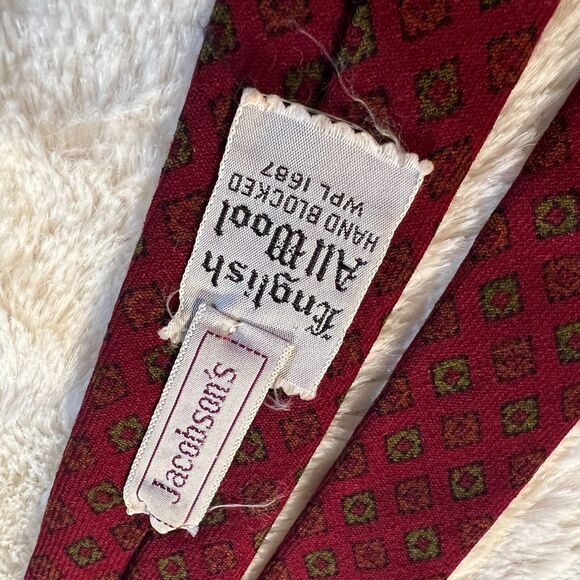 English
All Wool
HAND BLOCKED
WPL 1687
Jacobson's